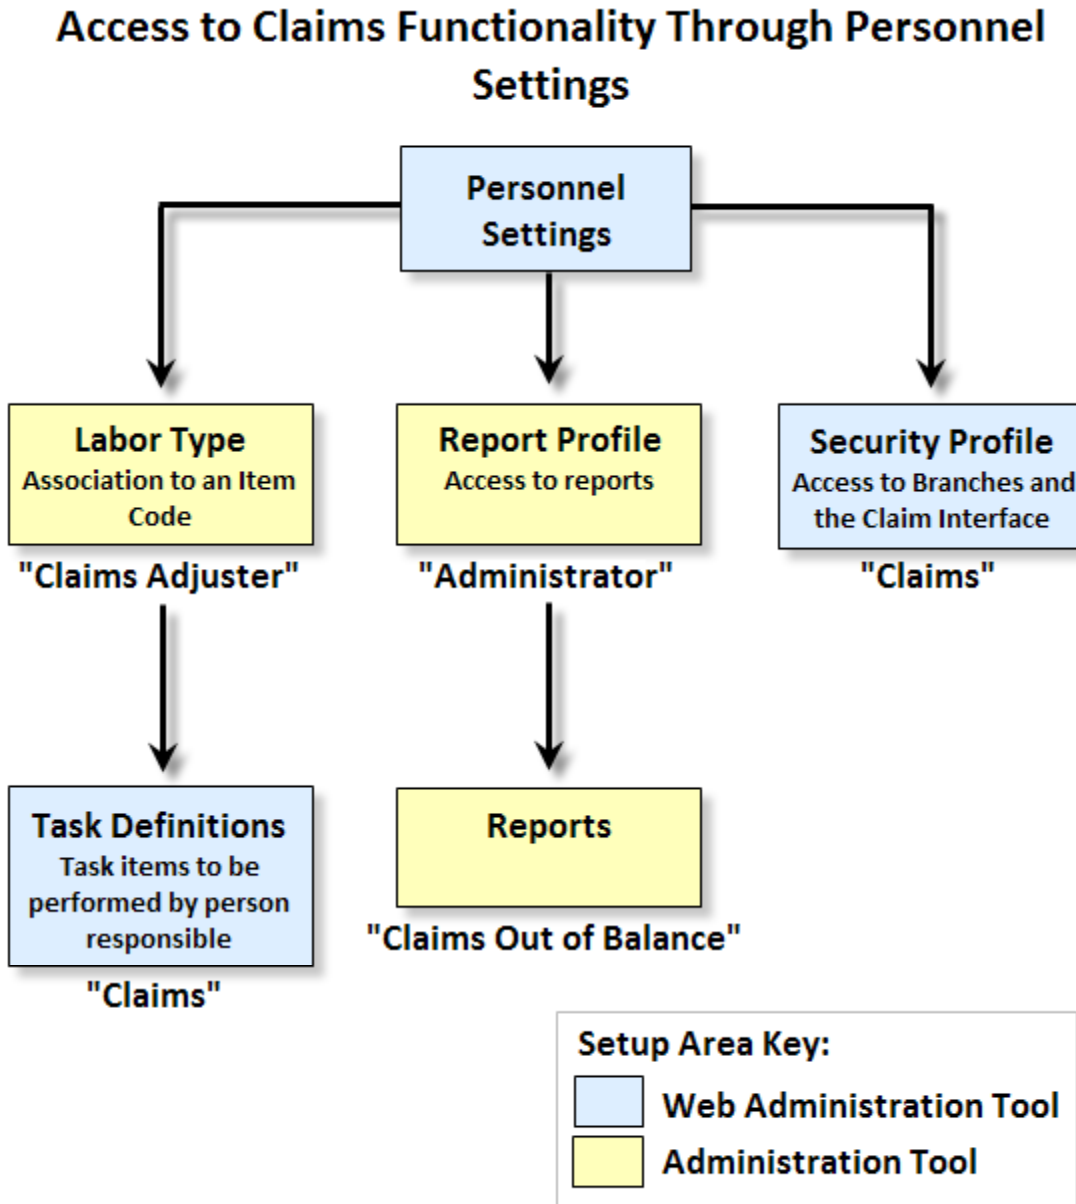 Access to Claims Functionality Through Personnel
Settings
Personnel
Settings
Labor Type
Association to an Item
Code
"Claims Adjuster"
Report Profile
Access to reports
"Administrator"
Security Profile
Access to Branches and
the Claim Interface
"Claims"
Task Definitions
Task items to be
performed by person
responsible
"Claims"
Reports
"Claims Out of Balance"
Setup Area Key:
Web Administration Tool
Administration Tool